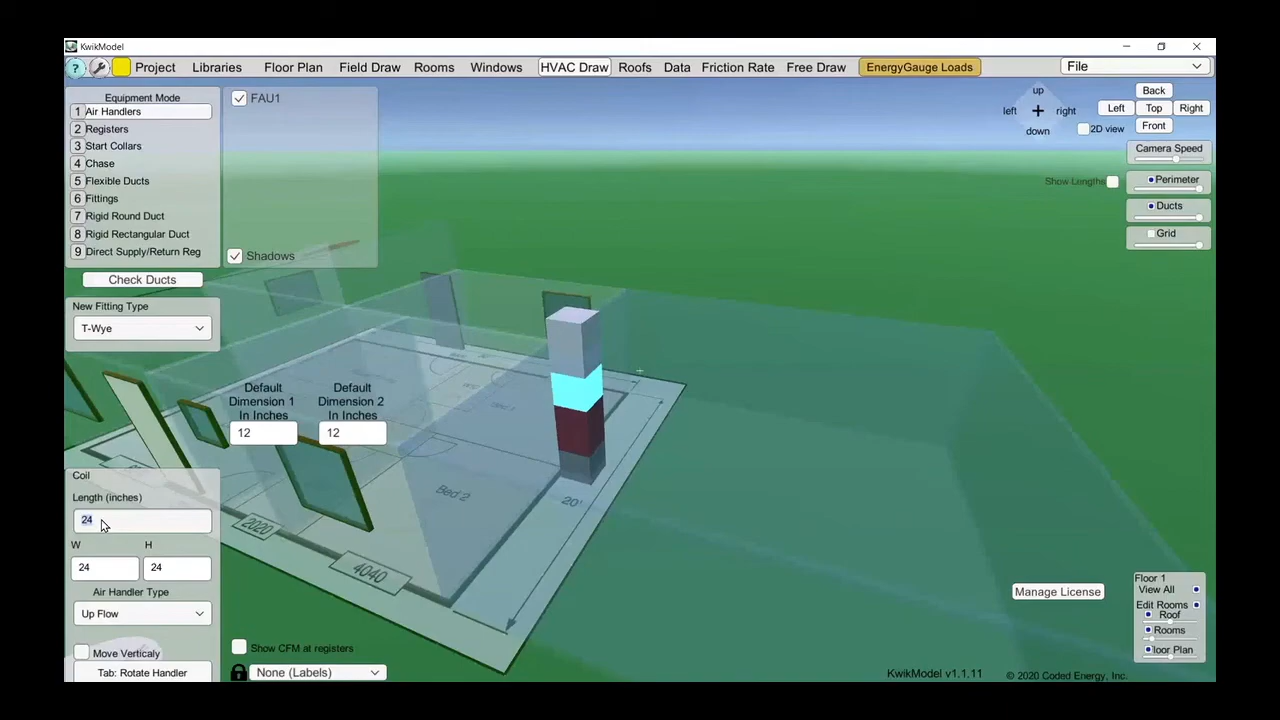 KwikModel
? Project Libraries Floor Plan Field Draw Rooms Windows HVAC Draw Roofs Data Friction Rate Free Draw EnergyGauge Loads File
Equipment Mode
1 Air Handlers
2 Registers
3 Start Collars
4 Chase
5 Flexible Ducts
6 Fittings
7 Rigid Round Duct
8 Rigid Rectangular Duct
9 Direct Supply/Return Reg
Check Ducts
New Fitting Type
T-Wye
FAU1
Shadows
Default Dimension 1 In Inches
12
Default Dimension 2 In Inches
12
up
left right
down
2D view
Back
Left Top Right
Front
Camera Speed
Show Lengths
Perimeter
Ducts
Grid
Bed 2
20'
2020
4040
Coil
Length (inches)
24
W H
24 24
Air Handler Type
Up Flow
Move Verticaly
Tab: Rotate Handler
Show CFM at registers
None (Labels)
Manage License
Floor 1
View All
Edit Rooms
Roof
Rooms
loor Plan
KwikModel v1.1.11
© 2020 Coded Energy, Inc.